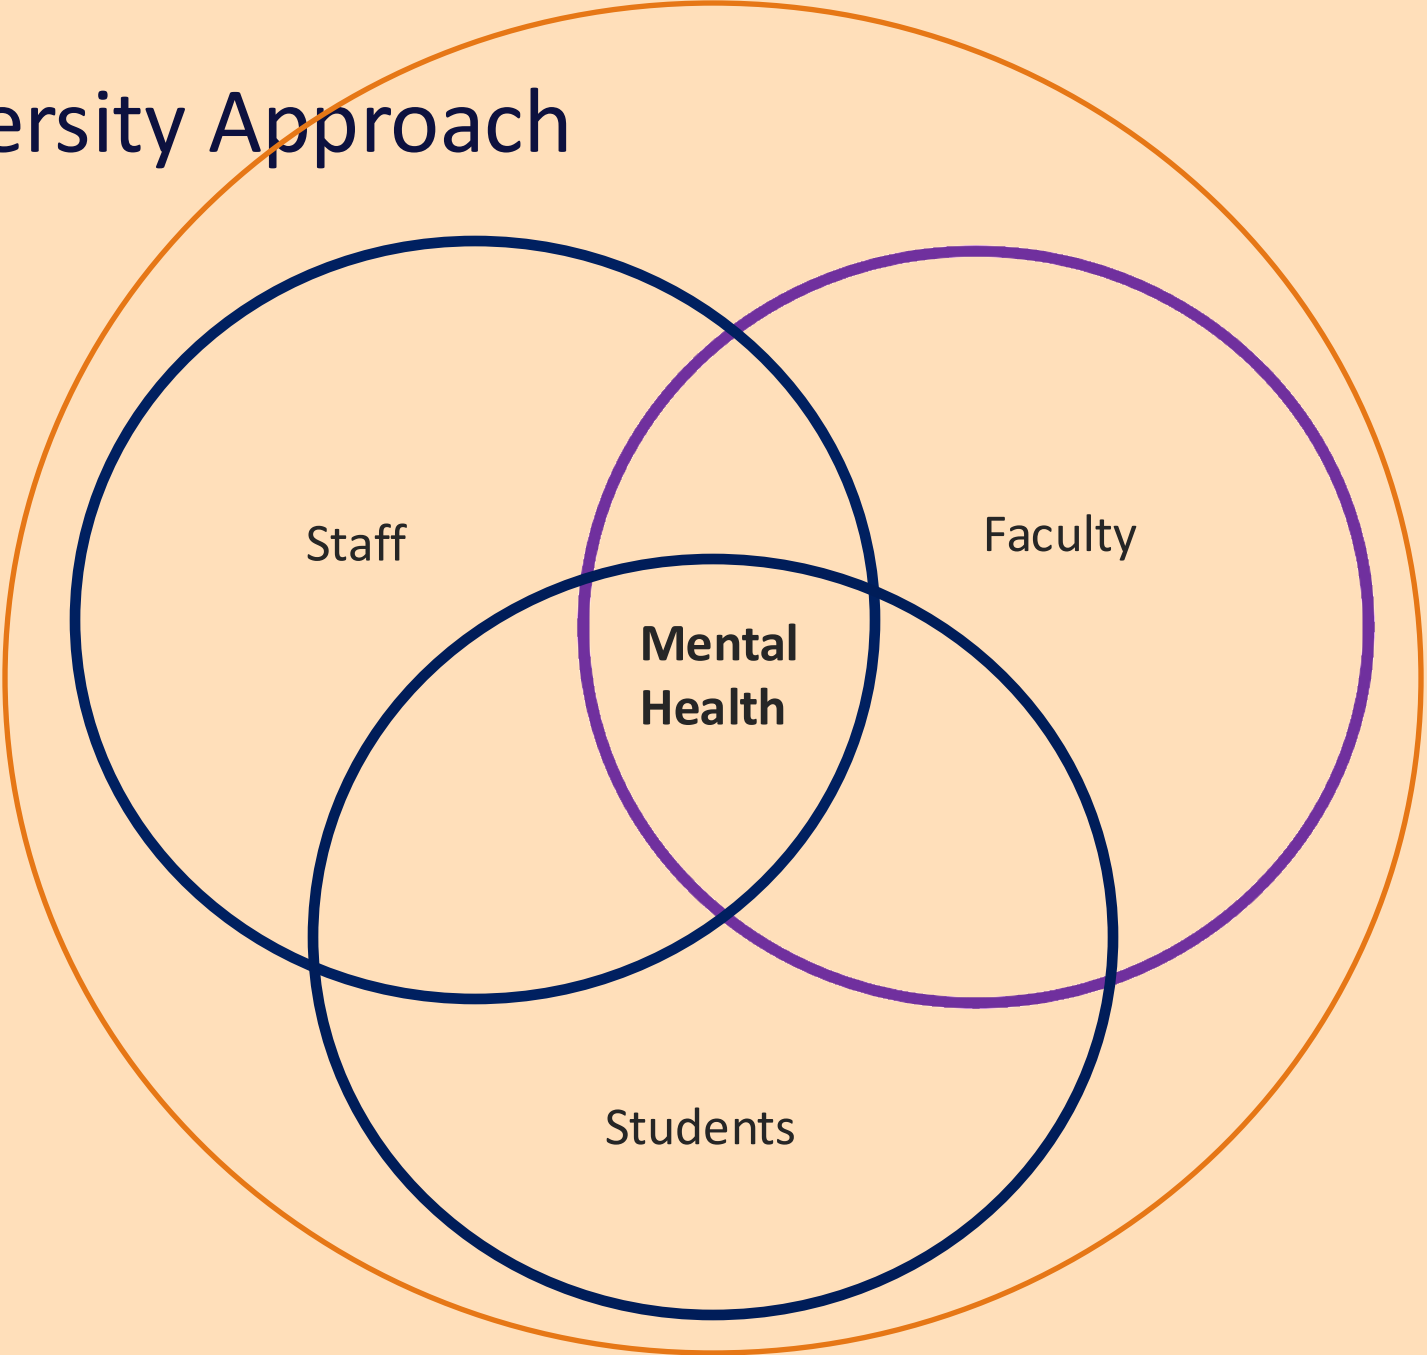 ersity Approach
Staff
Faculty
Mental
Health
Students